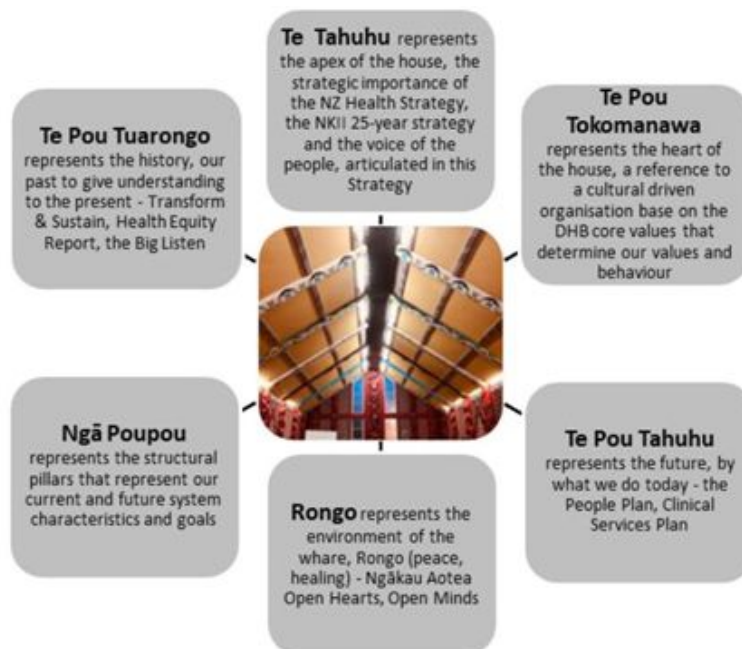 Te Tahuhu represents
the apex of the house, the
strategic importance of
the NZ Health Strategy,
the NKII 25-year strategy
and the voice of the
people, articulated in this
Strategy
Te Pou Tuarongo
represents the history, our
past to give understanding
to the present - Transform
& Sustain, Health Equity
Report, the Big Listen
Te Pou
Tokomanawa
represents the heart of
the house, a reference to
a cultural driven
organisation base on the
DHB core values that
determine our values and
behaviour
Ngā Poupou
represents the structural
pillars that represent our
current and future system
characteristics and goals
Te Pou Tahuhu
represents the future, by
what we do today - the
People Plan, Clinical
Services Plan
Rongo represents the
environment of the
whare, Rongo (peace,
healing) - Ngākau Aotea
Open Hearts, Open Minds